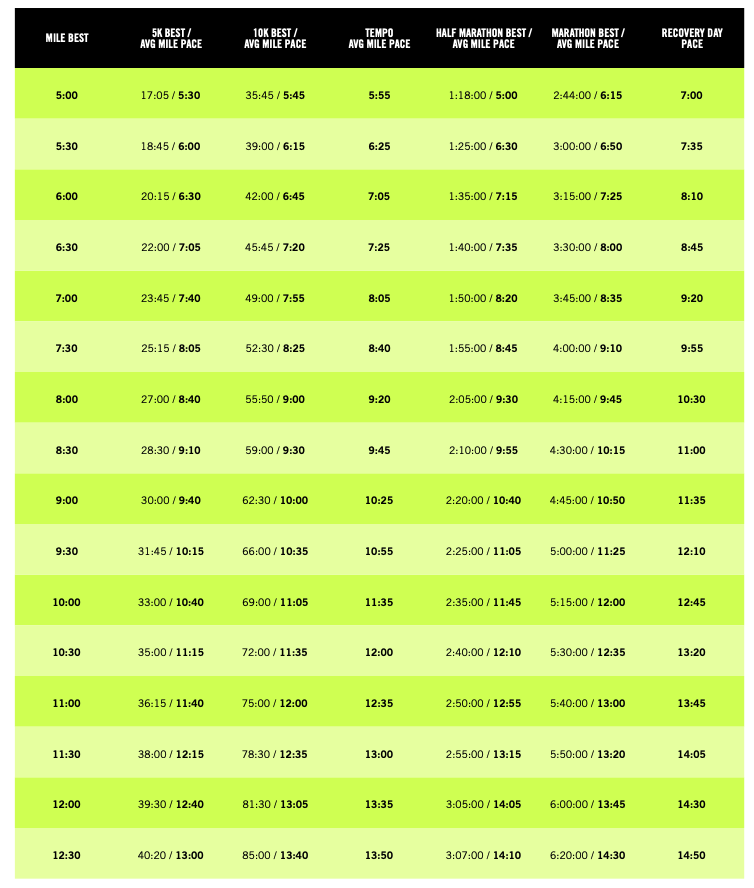 MILE BEST
5K BEST /
AVG MILE PACE
10K BEST /
AVG MILE PACE
TEMPO
AVG MILE PACE
HALF MARATHON BEST /
AVG MILE PACE
MARATHON BEST /
AVG MILE PACE
RECOVERY DAY
PACE
5:00 17:05 / 5:30 35:45 / 5:45 5:55 1:18:00 / 5:00 2:44:00 / 6:15 7:00
5:30 18:45 / 6:00 39:00 / 6:15 6:25 1:25:00 / 6:30 3:00:00 / 6:50 7:35
6:00 20:15 / 6:30 42:00 / 6:45 7:05 1:35:00 / 7:15 3:15:00 / 7:25 8:10
6:30 22:00 / 7:05 45:45 / 7:20 7:25 1:40:00 / 7:35 3:30:00 / 8:00 8:45
7:00 23:45 / 7:40 49:00 / 7:55 8:05 1:50:00 / 8:20 3:45:00 / 8:35 9:20
7:30 25:15 / 8:05 52:30 / 8:25 8:40 1:55:00 / 8:45 4:00:00 / 9:10 9:55
8:00 27:00 / 8:40 55:50 / 9:00 9:20 2:05:00 / 9:30 4:15:00 / 9:45 10:30
8:30 28:30 / 9:10 59:00 / 9:30 9:45 2:10:00 / 9:55 4:30:00 / 10:15 11:00
9:00 30:00 / 9:40 62:30 / 10:00 10:25 2:20:00 / 10:40 4:45:00 / 10:50 11:35
9:30 31:45 / 10:15 66:00 / 10:35 10:55 2:25:00 / 11:05 5:00:00 / 11:25 12:10
10:00 33:00 / 10:40 69:00 / 11:05 11:35 2:35:00 / 11:45 5:15:00 / 12:00 12:45
10:30 35:00 / 11:15 72:00 / 11:35 12:00 2:40:00 / 12:10 5:30:00 / 12:35 13:20
11:00 36:15 / 11:40 75:00 / 12:00 12:35 2:50:00 / 12:55 5:40:00 / 13:00 13:45
11:30 38:00 / 12:15 78:30 / 12:35 13:00 2:55:00 / 13:15 5:50:00 / 13:20 14:05
12:00 39:30 / 12:40 81:30 / 13:05 13:35 3:05:00 / 14:05 6:00:00 / 13:45 14:30
12:30 40:20 / 13:00 85:00 / 13:40 13:50 3:07:00 / 14:10 6:20:00 / 14:30 14:50